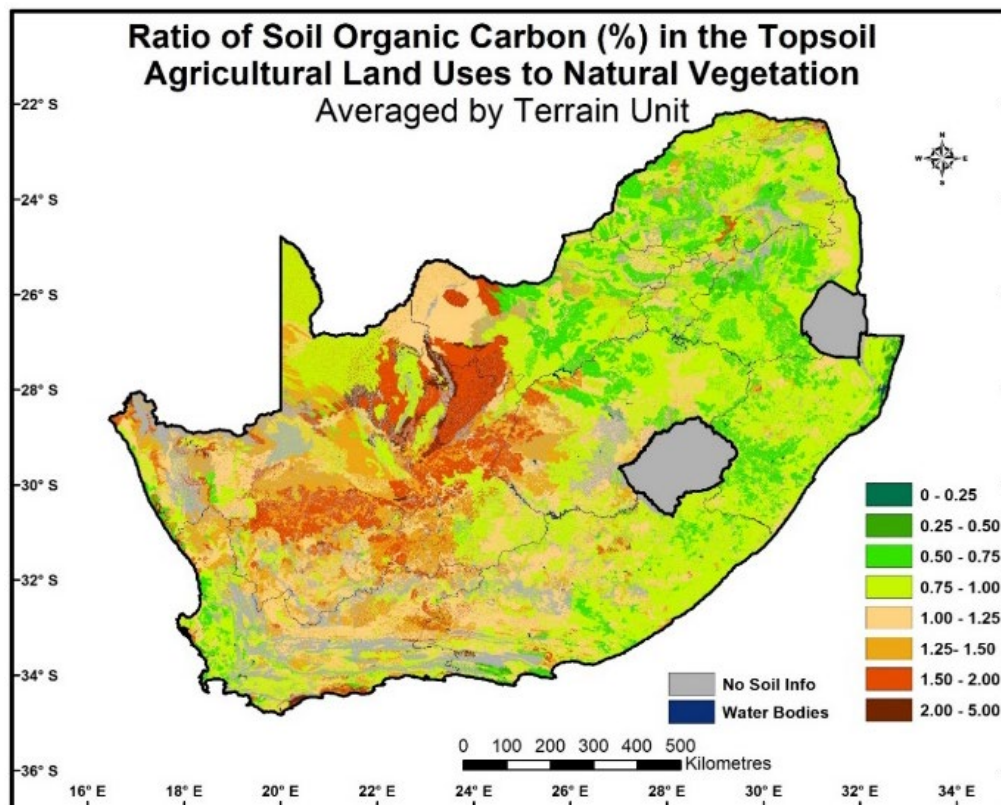 Ratio of Soil Organic Carbon (%) in the Topsoil
Agricultural Land Uses to Natural Vegetation
Averaged by Terrain Unit
N
W E
S
22° S
24° S
26° S
28° S
30° S
32° S
34° S
36° S
0 - 0.25
0.25 - 0.50
0.50 - 0.75
0.75 - 1.00
1.00 - 1.25
1.25- 1.50
1.50 - 2.00
2.00 - 5.00
No Soil Info
Water Bodies
0 100 200 300 400 500
Kilometres
16° E 18° E 20° E 22° E 24° E 26° E 28° E 30° E 32° E 34° E